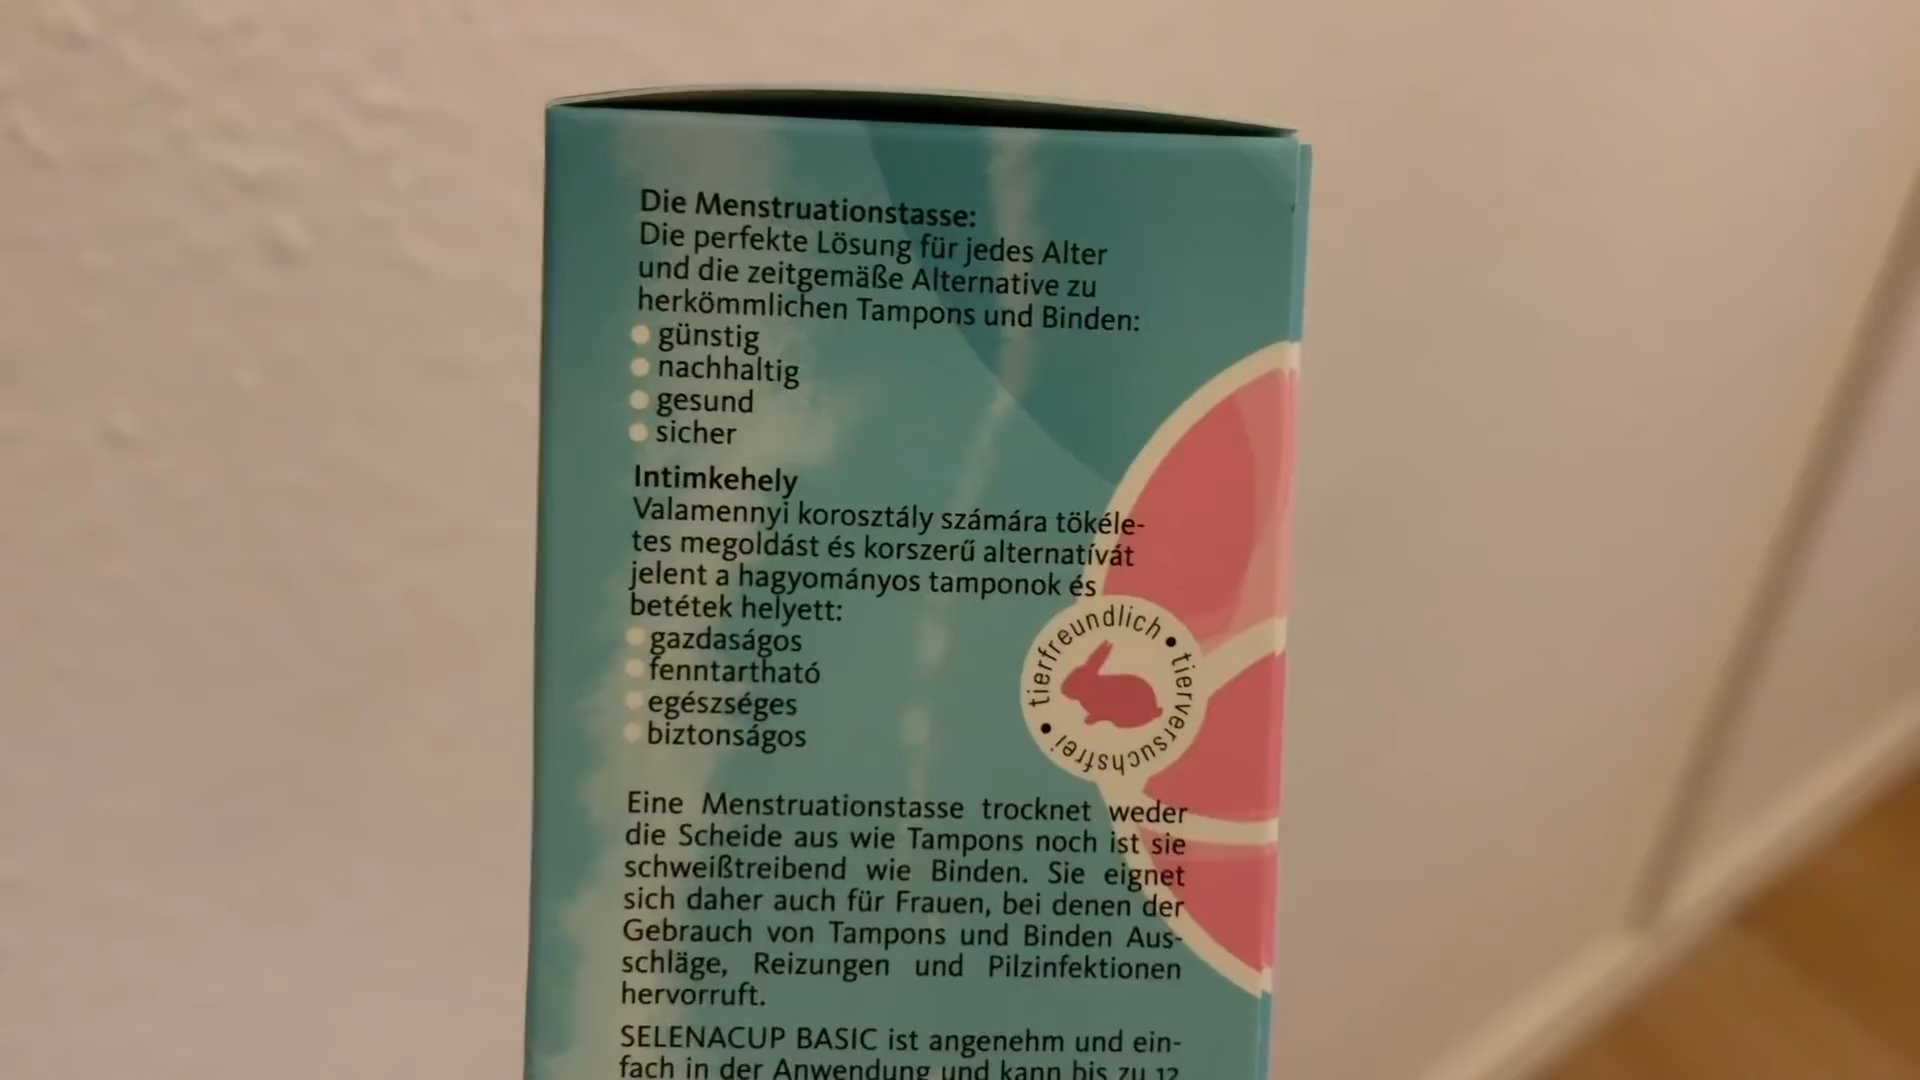 Die Menstruationstasse:
Die perfekte Lösung für jedes Alter
und die zeitgemäße Alternative zu
herkömmlichen Tampons und Binden:
günstig
nachhaltig
gesund
sicher
Intimkehely
Valamennyi korosztály számára tökéle-
tes megoldást és korszerű alternatívát
jelent a hagyományos tamponok és
betétek helyett:
gazdaságos
fenntartható
egészséges
biztonságos
• tierfreundlich • tierversuchsfrei
Eine Menstruationstasse trocknet weder
die Scheide aus wie Tampons noch ist sie
schweißtreibend wie Binden. Sie eignet
sich daher auch für Frauen, bei denen der
Gebrauch von Tampons und Binden Aus-
schläge, Reizungen und Pilzinfektionen
hervorruft.
SELENACUP BASIC ist angenehm und ein-
fach in der Anwendung und kann bis zu 12